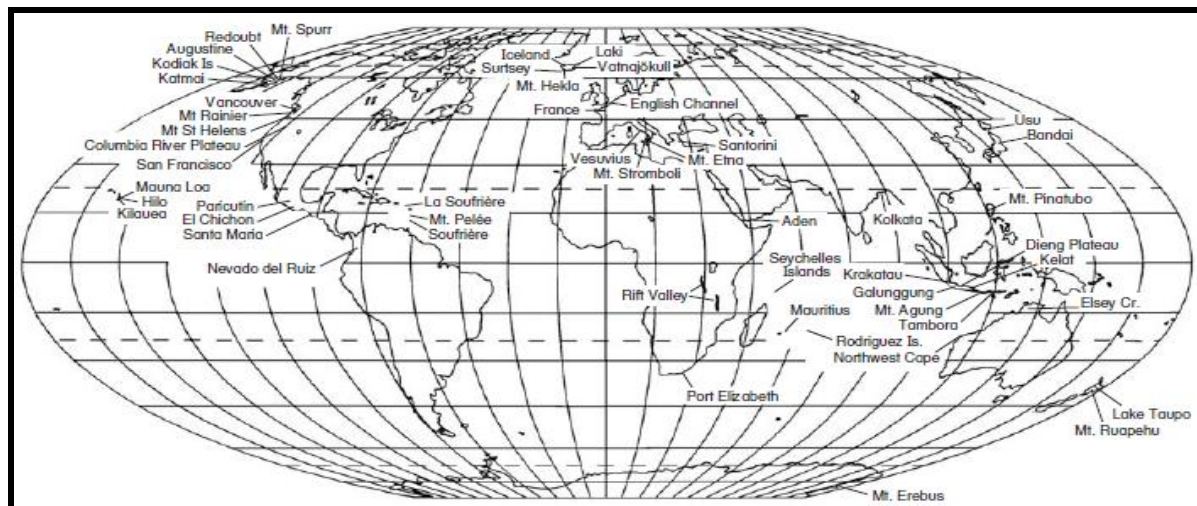 Mt. Spurr
Redoubt
Augustine
Kodiak Is
Katmai
Vancouver
Mt Rainier
Mt St Helens
Columbia River Plateau
San Francisco
Mauna Loa
Hilo
Kilauea
Paricutín
El Chichon
Santa Maria
Nevado del Ruiz
La Soufrière
Mt. Pelée
Soufrière
Iceland
Laki
Surtsey
Vatnajökull
Mt. Hekla
France
English Channel
Santorini
Vesuvius
Mt. Etna
Mt. Stromboli
Usu
Bandai
Mt. Pinatubo
Aden
Kolkata
Seychelles
Islands
Dieng Plateau
Kelat
Krakatau
Galunggung
Rift Valley
Mauritius
Mt. Agung
Tambora
Elsey Cr.
Rodriguez Is.
Northwest Cape
Port Elizabeth
Lake Taupo
Mt. Ruapehu
Mt. Erebus